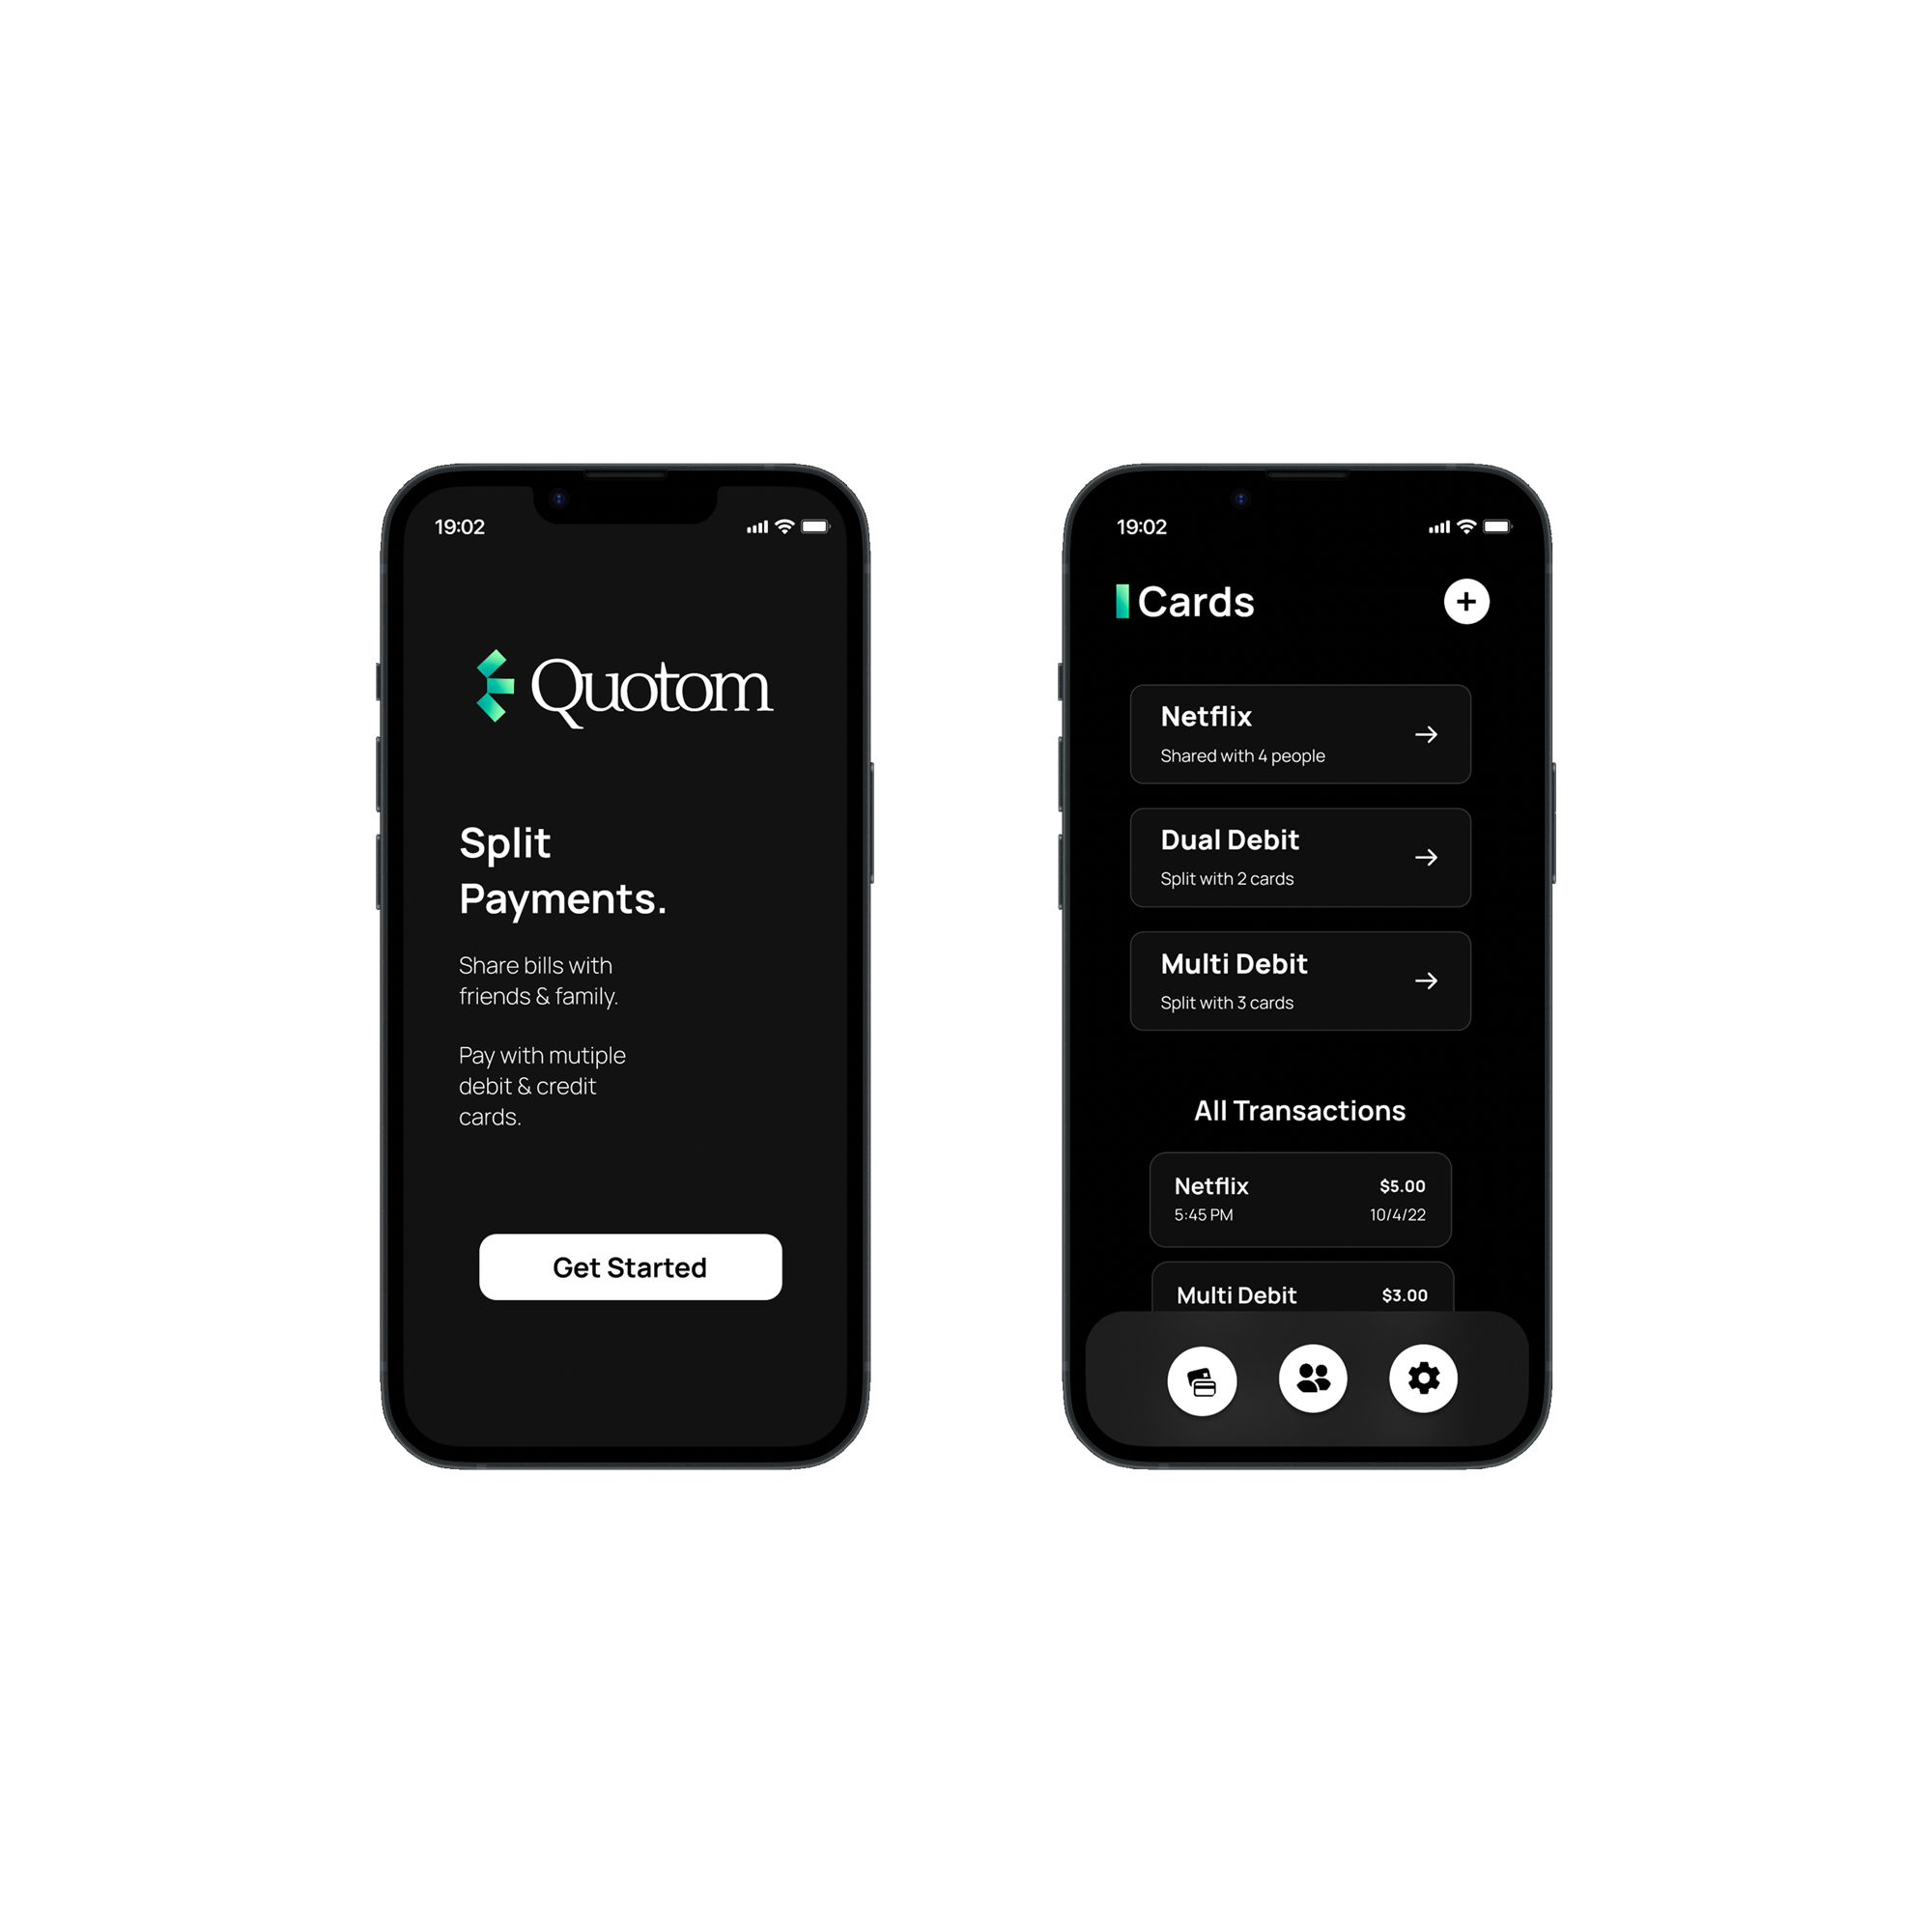 19:02
Quotom
Split
Payments.
Share bills with
friends & family.
Pay with mutiple
debit & credit
cards.
Get Started
19:02
Cards
Netflix
Shared with 4 people
Dual Debit
Split with 2 cards
Multi Debit
Split with 3 cards
All Transactions
Netflix $5.00
5:45 PM 10/4/22
Multi Debit $3.00